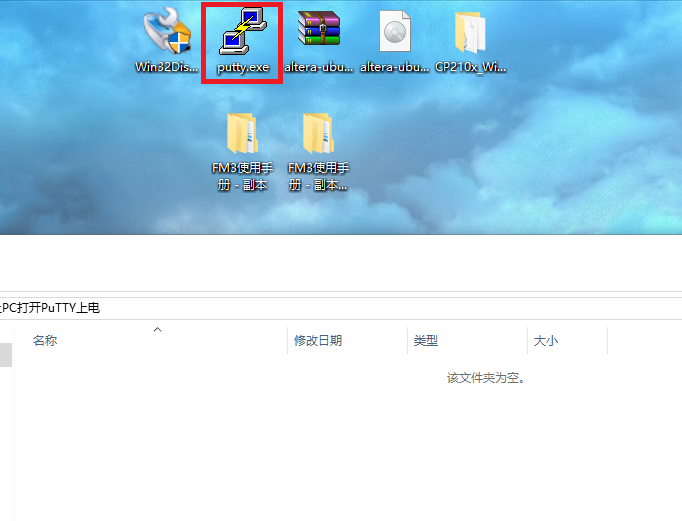 Win32Dis...
putty.exe
altera-ubu...
altera-ubu...
CP210x_Wi...
FM3使用手
册 - 副本
FM3使用手
册 - 副本...
PC打开PuTTY上电
名称
修改日期
类型
大小
该文件夹为空。